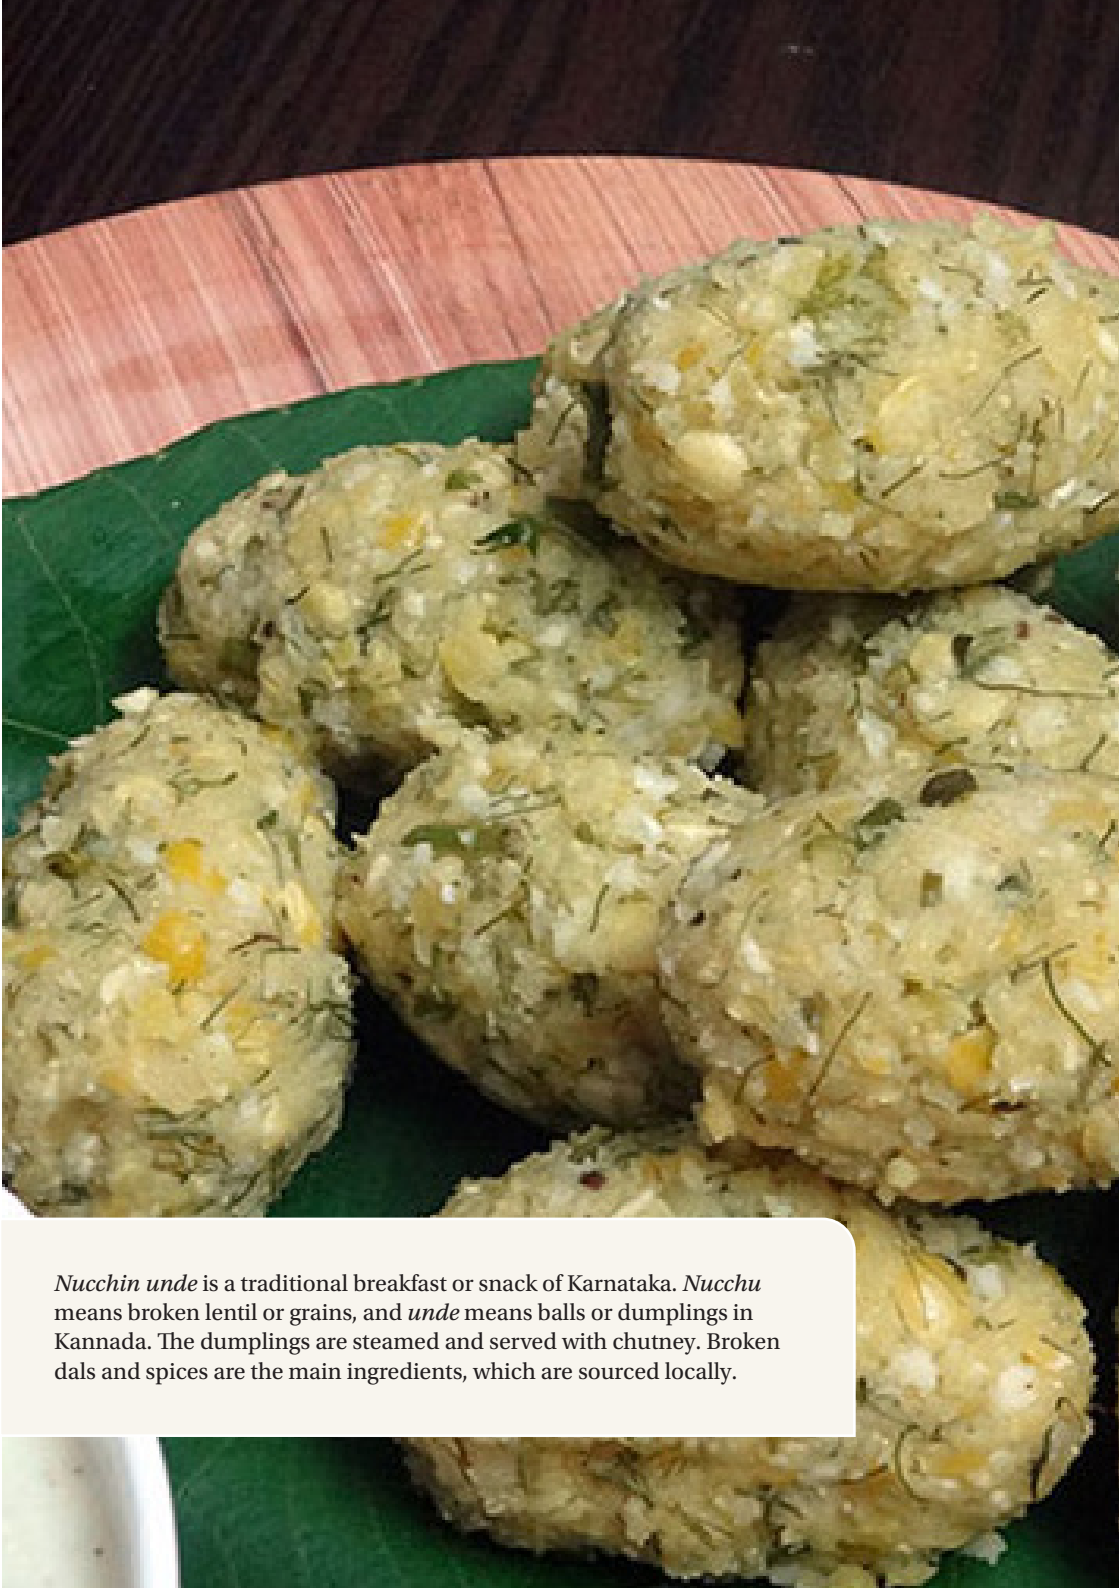 Nucchin unde is a traditional breakfast or snack of Karnataka. Nucchu
means broken lentil or grains, and unde means balls or dumplings in
Kannada. The dumplings are steamed and served with chutney. Broken
dals and spices are the main ingredients, which are sourced locally.